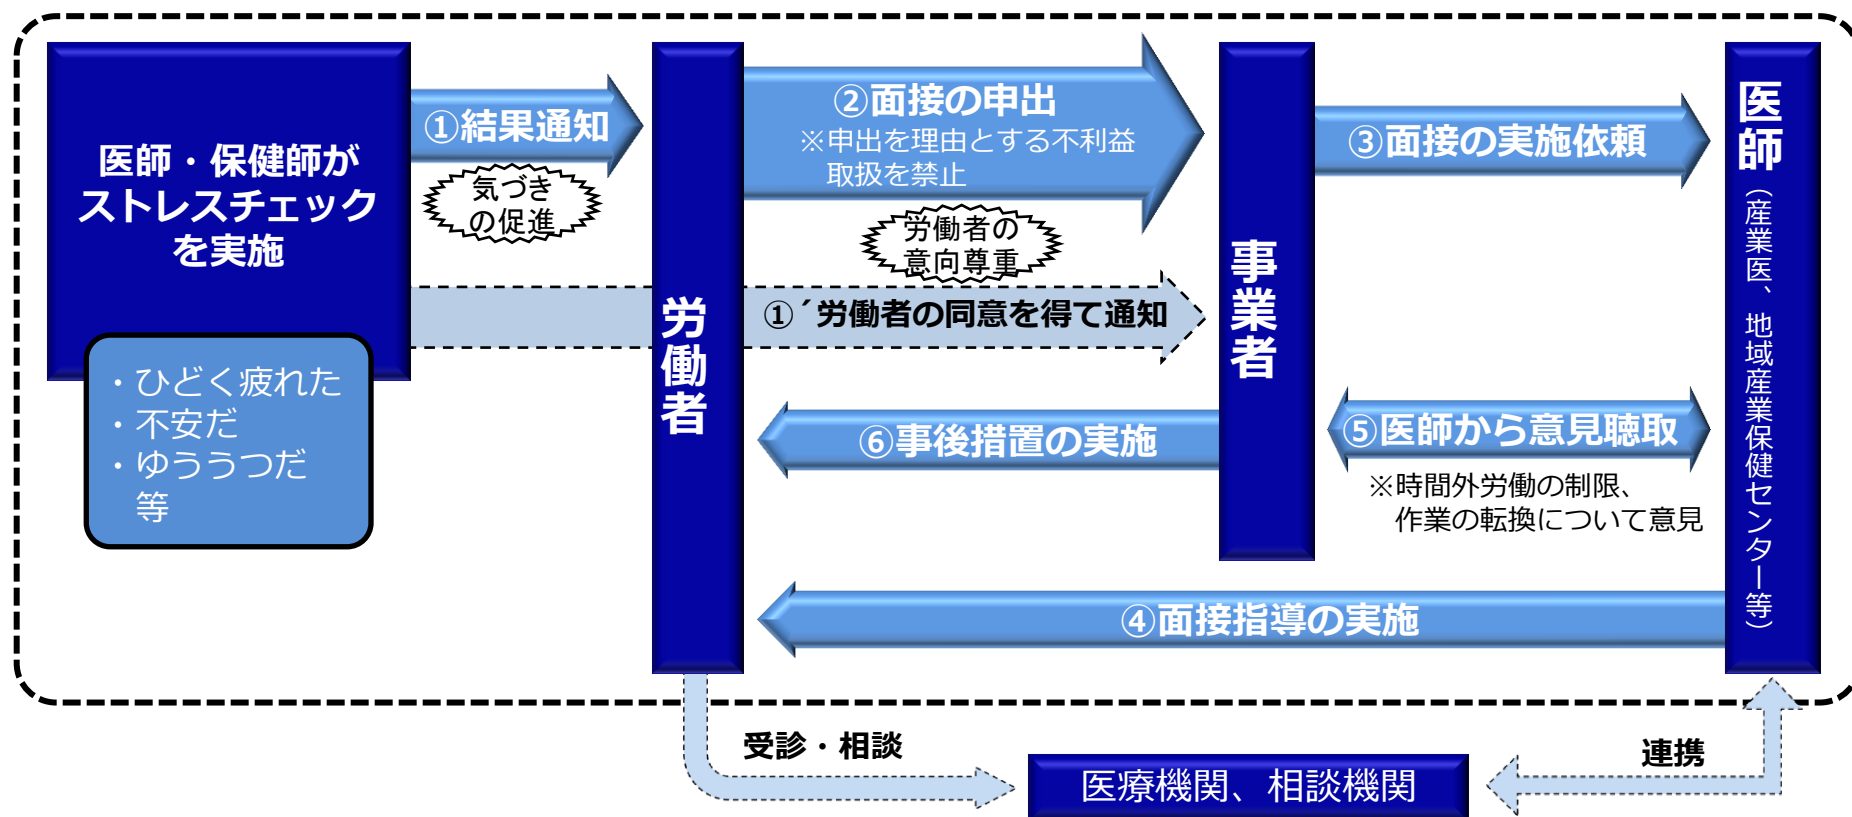 医師・保健師が
ストレスチェック
を実施
・ひどく疲れた
・不安だ
・ゆううつだ
等
①結果通知
気づき
の促進
労働者
②面接の申出
※申出を理由とする不利益
取扱を禁止
労働者の
意向尊重
①´労働者の同意を得て通知
⑥事後措置の実施
事業者
③面接の実施依頼
⑤医師から意見聴取
※時間外労働の制限、
作業の転換について意見
④面接指導の実施
医師（産業医、地域産業保健センター等）
受診・相談
医療機関、相談機関
連携